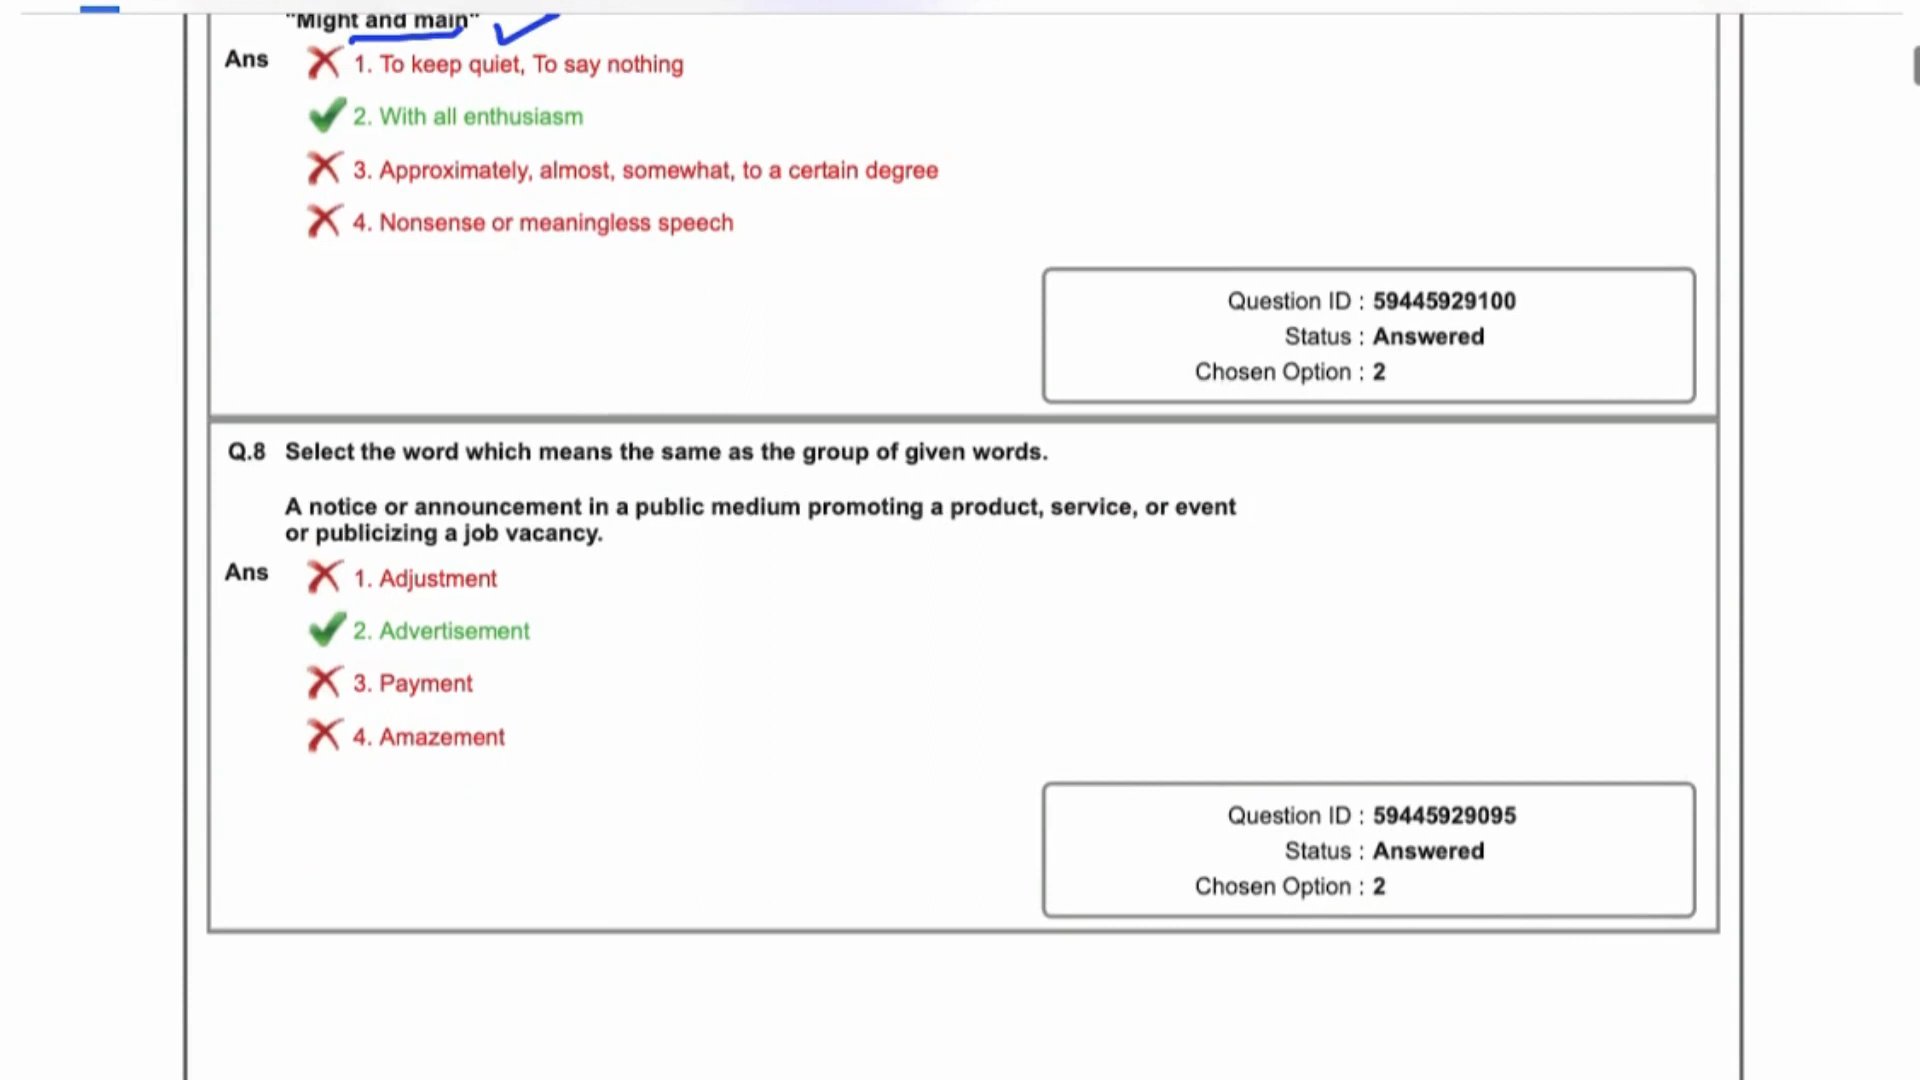 "Might and main"
Ans
1. To keep quiet, To say nothing
2. With all enthusiasm
3. Approximately, almost, somewhat, to a certain degree
4. Nonsense or meaningless speech
Question ID : 59445929100
Status : Answered
Chosen Option : 2
Q.8 Select the word which means the same as the group of given words.
A notice or announcement in a public medium promoting a product, service, or event
or publicizing a job vacancy.
Ans
1. Adjustment
2. Advertisement
3. Payment
4. Amazement
Question ID : 59445929095
Status : Answered
Chosen Option : 2